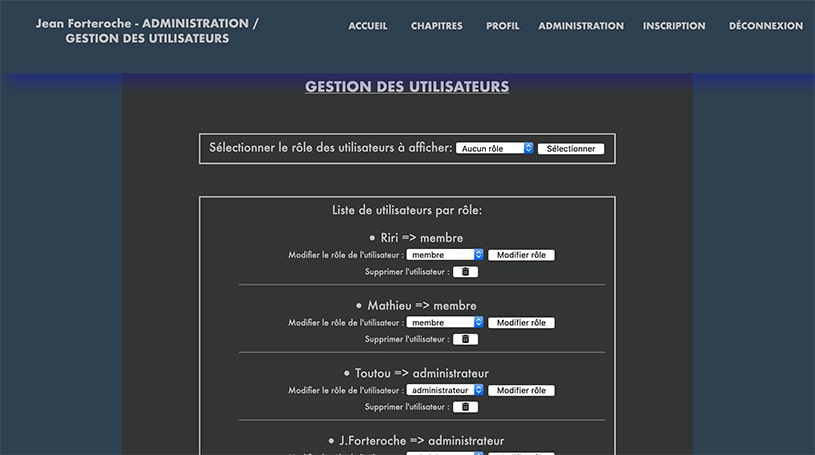 Jean Forteroche - ADMINISTRATION /
GESTION DES UTILISATEURS
ACCUEIL CHAPITRES PROFIL ADMINISTRATION INSCRIPTION DÉCONNEXION
GESTION DES UTILISATEURS
Sélectionner le rôle des utilisateurs à afficher: Aucun rôle Sélectionner
Liste de utilisateurs par rôle:
• Riri => membre
Modifier le rôle de l'utilisateur : membre Modifier rôle
Supprimer l'utilisateur :
• Mathieu => membre
Modifier le rôle de l'utilisateur : membre Modifier rôle
Supprimer l'utilisateur :
• Toutou => administrateur
Modifier le rôle de l'utilisateur : administrateur Modifier rôle
Supprimer l'utilisateur :
• J.Forteroche => administrateur